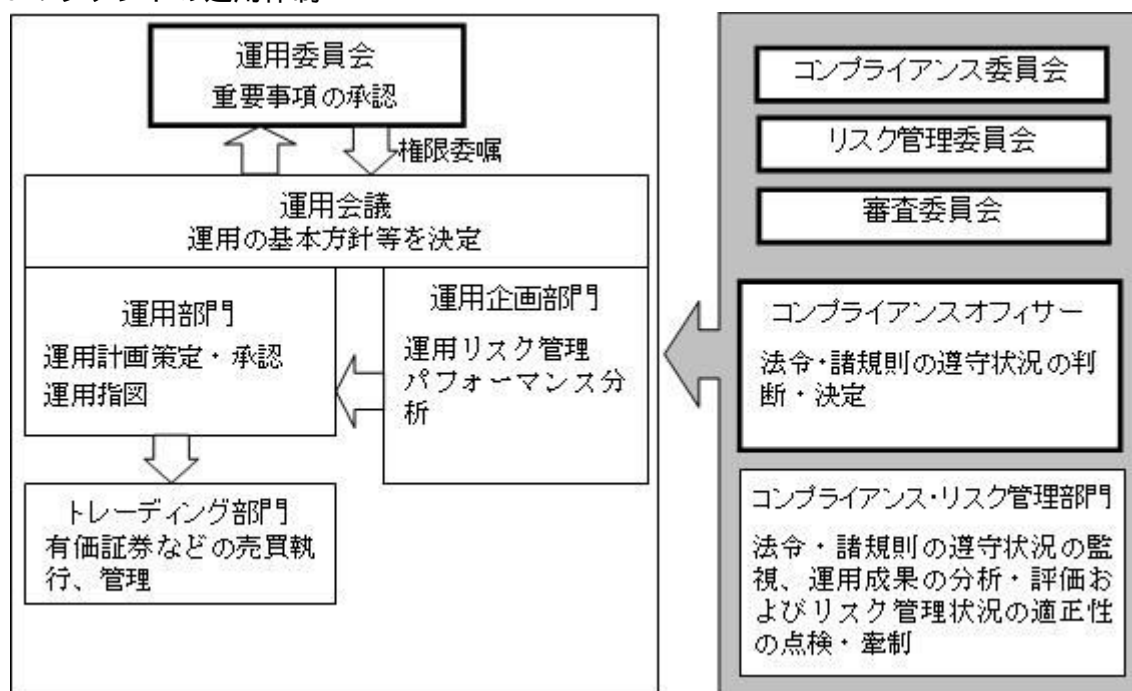 運用委員会
重要事項の承認
権限委嘱
運用会議
運用の基本方針等を決定
運用部門
運用計画策定・承認
運用指図
運用企画部門
運用リスク管理
パフォーマンス分
析
トレーディング部門
有価証券などの売買執
行、管理
コンプライアンス委員会
リスク管理委員会
審査委員会
コンプライアンスオフィサー
法令・諸規則の遵守状況の判
断・決定
コンプライアンス・リスク管理部門
法令・諸規則の遵守状況の監
視、運用成果の分析・評価お
よびリスク管理状況の適正性
の点検・牽制